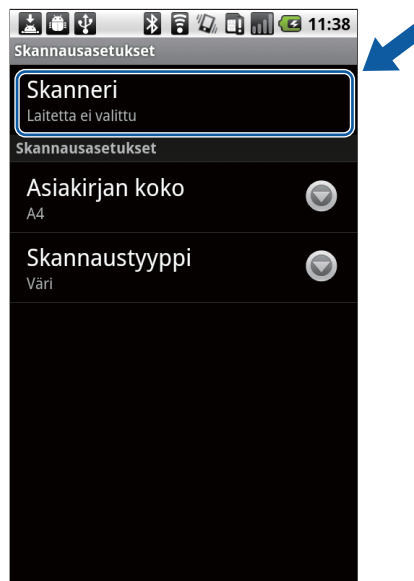 11:38
Skannausasetukset
Skanneri
Laitetta ei valittu
Skannausasetukset
Asiakirjan koko
A4
Skannaustyyppi
Väri